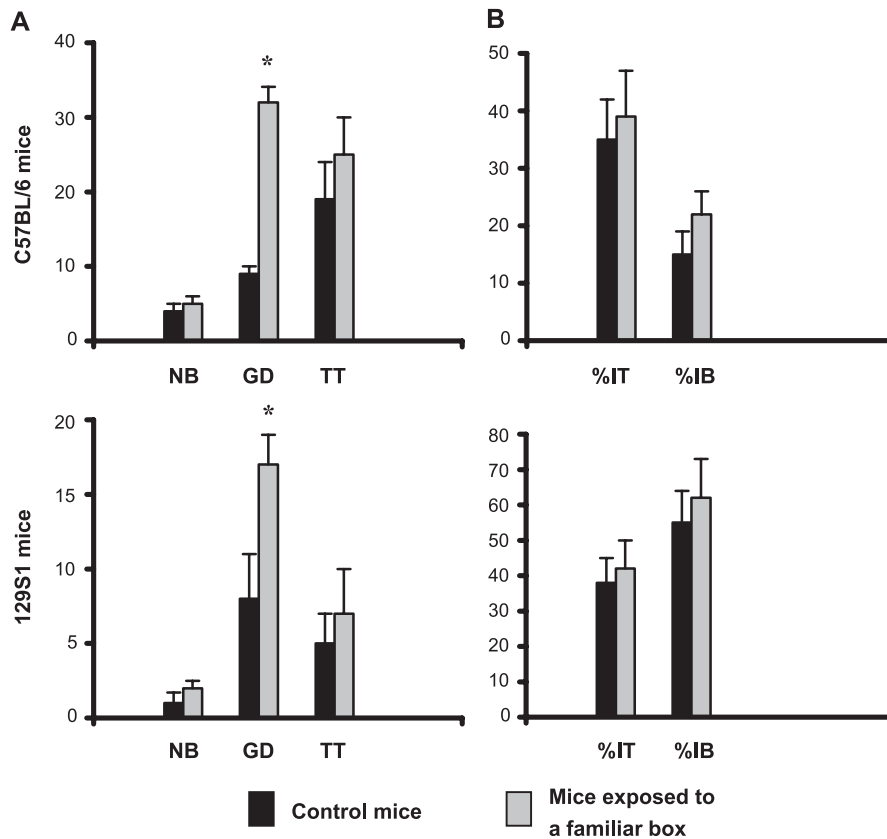 A
B
C57BL/6 mice
40
30
20
10
0
*
NB GD TT
50
40
30
20
10
0
%IT %IB
129S1 mice
20
15
10
5
0
*
NB GD TT
80
70
60
50
40
30
20
10
0
%IT %IB
Control mice
Mice exposed to
a familiar box